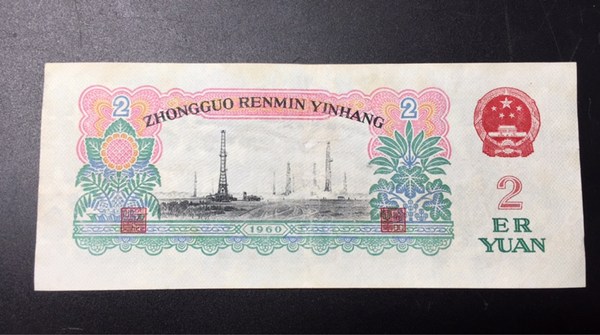 2
2
ZHONGGUO RENMIN YINHANG
1960
2
ER
YUAN